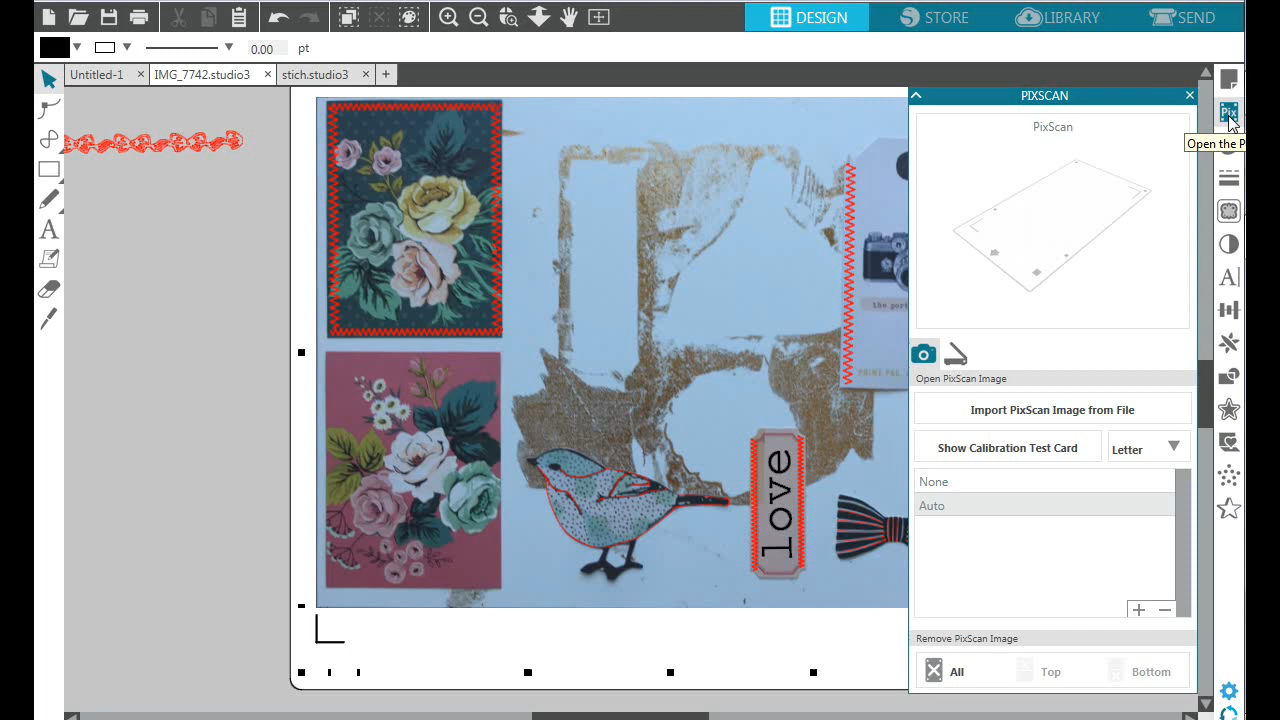 DESIGN
STORE
LIBRARY
SEND
0.00 pt
Untitled-1
IMG_7742.studio3
stich.studio3
PIXSCAN
Pix
Open the P
PixScan
love
Open PixScan Image
Import PixScan Image from File
Show Calibration Test Card
Letter
None
Auto
Remove PixScan Image
All
Top
Bottom